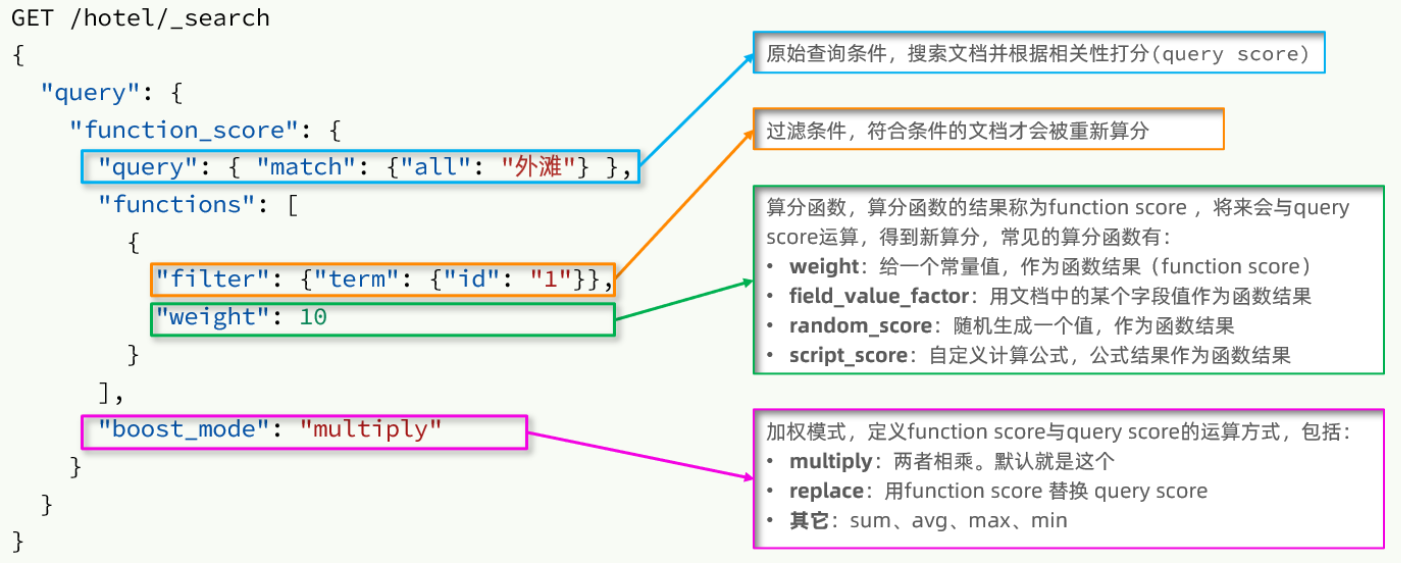 GET /hotel/_search
{
"query": {
"function_score": {
"query": { "match": {"all": "外滩"} },
"functions": [
{
"filter": {"term": {"id": "1"}},
"weight": 10
}
],
"boost_mode": "multiply"
}
}
}
原始查询条件，搜索文档并根据相关性打分(query score)
过滤条件，符合条件的文档才会被重新算分
算分函数，算分函数的结果称为function score ，将来会与query
score运算，得到新算分，常见的算分函数有：
• weight：给一个常量值，作为函数结果（function score）
• field_value_factor：用文档中的某个字段值作为函数结果
• random_score：随机生成一个值，作为函数结果
• script_score：自定义计算公式，公式结果作为函数结果
加权模式，定义function score与query score的运算方式，包括：
• multiply：两者相乘。默认就是这个
• replace：用function score 替换 query score
• 其它：sum、avg、max、min